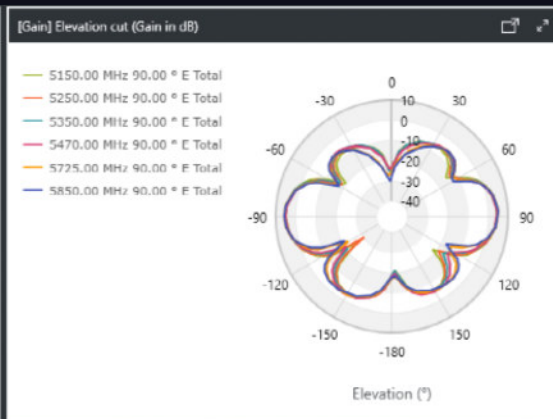 [Gain] Elevation cut (Gain in dB)
5150.00 MHz 90.00 ° E Total
5250.00 MHz 90.00 ° E Total
5350.00 MHz 90.00 ° E Total
5470.00 MHz 90.00 ° E Total
5725.00 MHz 90.00 ° E Total
5850.00 MHz 90.00 ° E Total
0
-30
10
30
0
-10
-60
-20
60
-30
-40
-90
90
-120
120
-150
150
-180
Elevation (°)